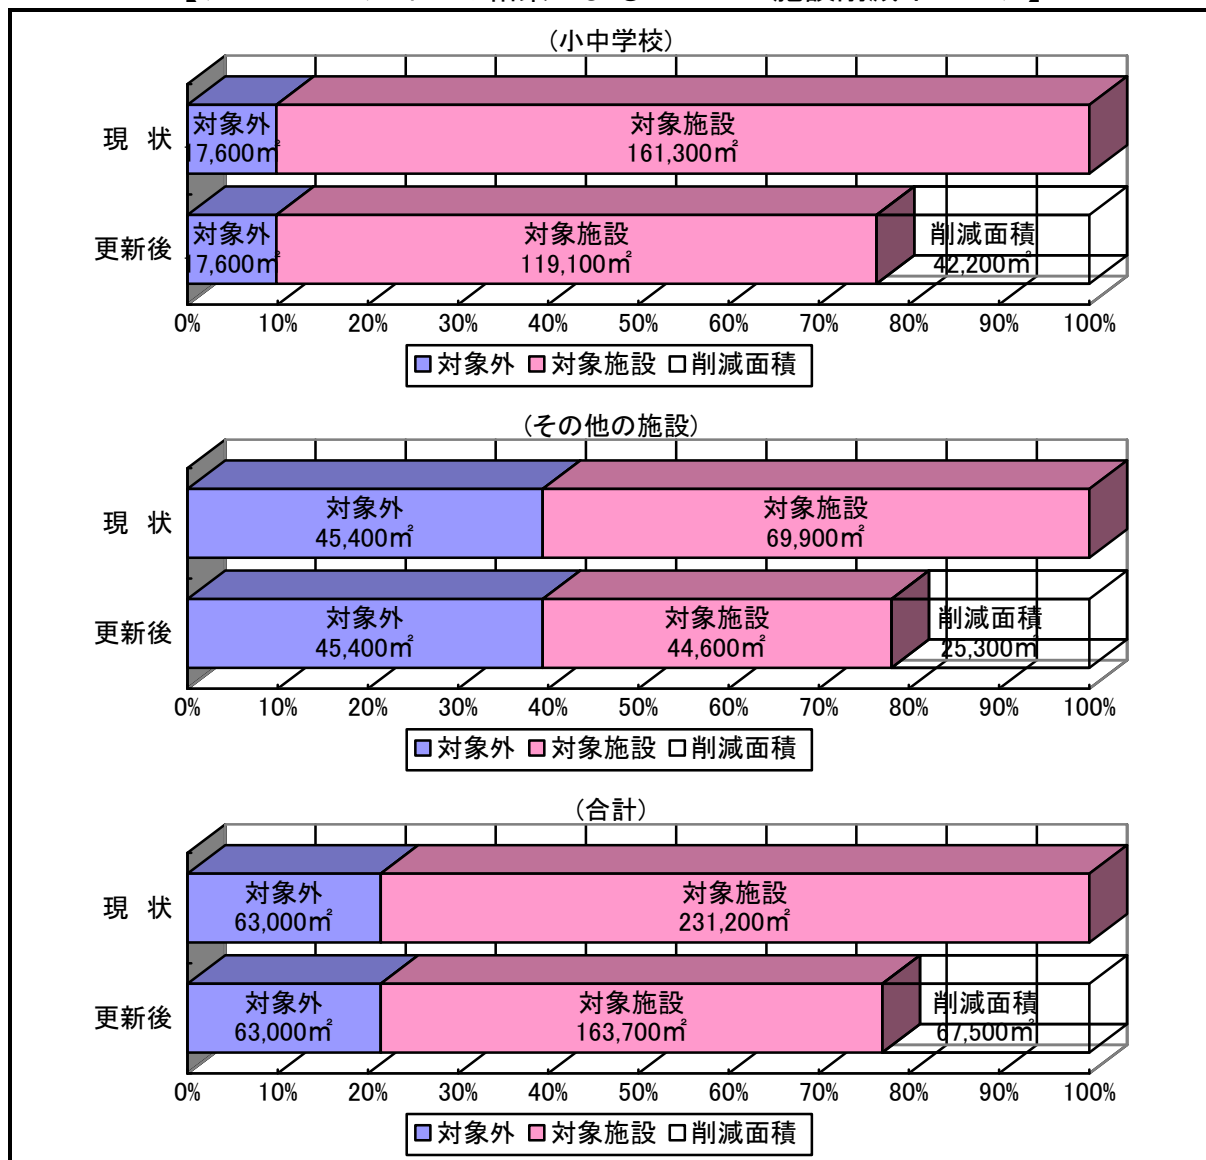 (小中学校)
現 状
対象外
17,600㎡
対象施設
161,300㎡
更新後
対象外
17,600㎡
対象施設
119,100㎡
削減面積
42,200㎡
0% 10% 20% 30% 40% 50% 60% 70% 80% 90% 100%
対象外 対象施設 削減面積
(その他の施設)
現 状
対象外
45,400㎡
対象施設
69,900㎡
更新後
対象外
45,400㎡
対象施設
44,600㎡
削減面積
25,300㎡
0% 10% 20% 30% 40% 50% 60% 70% 80% 90% 100%
対象外 対象施設 削減面積
(合計)
現 状
対象外
63,000㎡
対象施設
231,200㎡
更新後
対象外
63,000㎡
対象施設
163,700㎡
削減面積
67,500㎡
0% 10% 20% 30% 40% 50% 60% 70% 80% 90% 100%
対象外 対象施設 削減面積